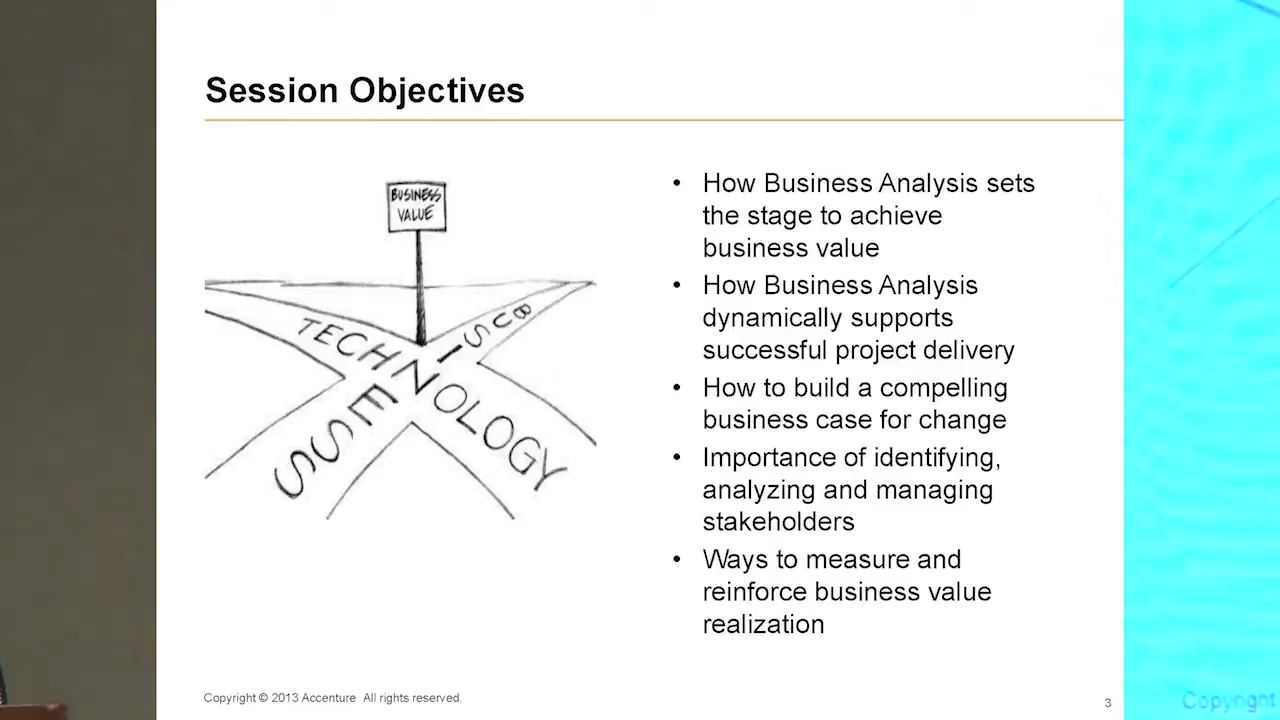 Session Objectives
BUSINESS
VALUE
TECHNOLOGY
BUSINESS
• How Business Analysis sets
the stage to achieve
business value
• How Business Analysis
dynamically supports
successful project delivery
• How to build a compelling
business case for change
• Importance of identifying,
analyzing and managing
stakeholders
• Ways to measure and
reinforce business value
realization
Copyright © 2013 Accenture All rights reserved.
3
Copyright